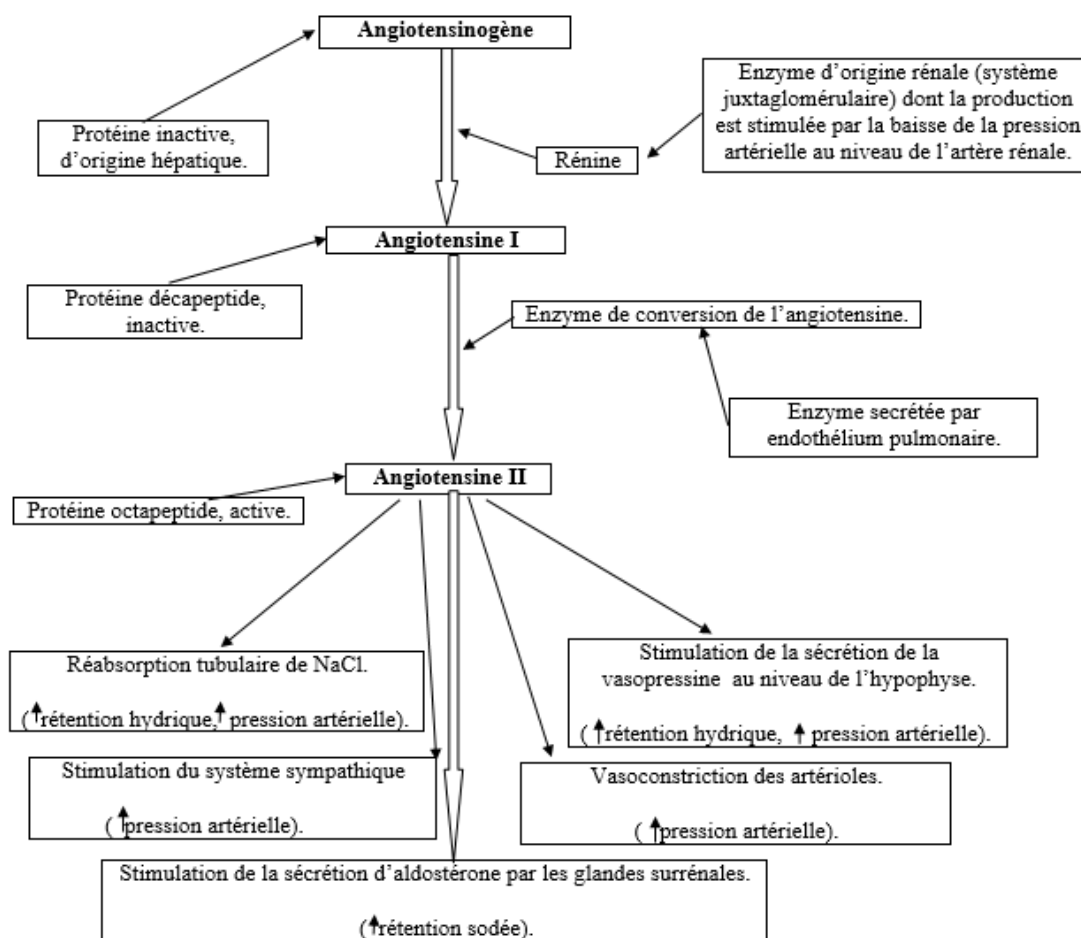 Angiotensinogène
Enzyme d'origine rénale (système
juxtaglomérulaire) dont la production
est stimulée par la baisse de la pression
artérielle au niveau de l'artère rénale.
Protéine inactive,
d'origine hépatique.
Rénine
Angiotensine I
Protéine décapeptide,
inactive.
Enzyme de conversion de l'angiotensine.
Enzyme secrétée par
endothélium pulmonaire.
Angiotensine II
Protéine octapeptide, active.
Réabsorption tubulaire de NaCl.
(↑rétention hydrique,↑ pression artérielle).
Stimulation de la sécrétion de la
vasopressine au niveau de l'hypophyse.
( ↑rétention hydrique, ↑ pression artérielle).
Stimulation du système sympathique
( ↑pression artérielle).
Vasoconstriction des artérioles.
( ↑pression artérielle).
Stimulation de la sécrétion d'aldostérone par les glandes surrénales.
(↑rétention sodée).